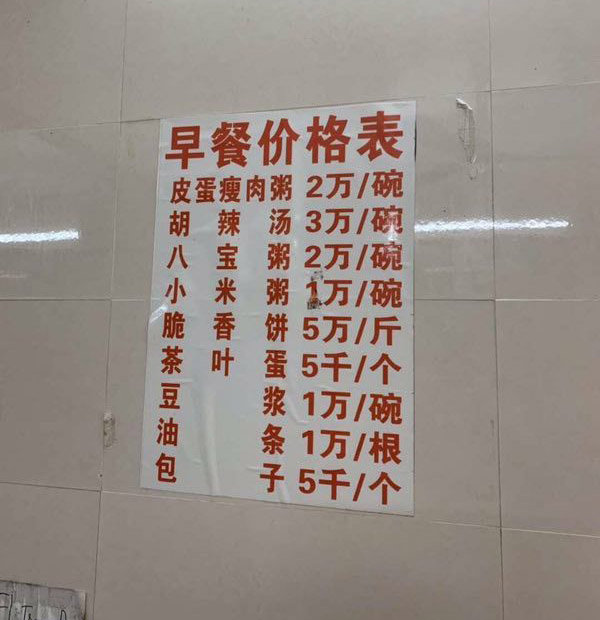 早餐价格表
皮蛋瘦肉粥 2万/碗
胡辣汤 3万/碗
八宝粥 2万/碗
小米粥 1万/碗
脆香饼 5万/斤
茶叶蛋 5千/个
豆浆 1万/碗
油条 1万/根
包子 5千/个